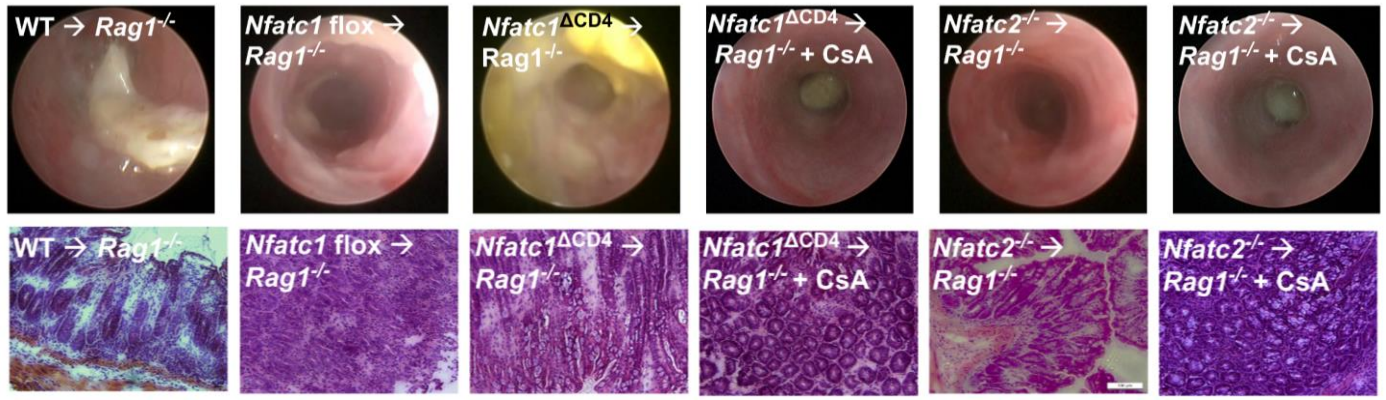 WT → Rag1⁻/⁻
Nfatc1 flox →
Rag1⁻/⁻
Nfatc1ΔCD4 →
Rag1⁻/⁻
Nfatc1ΔCD4 →
Rag1⁻/⁻ + CsA
Nfatc2⁻/⁻ →
Rag1⁻/⁻
Nfatc2⁻/⁻ →
Rag1⁻/⁻ + CsA
WT → Rag1⁻/⁻
Nfatc1 flox →
Rag1⁻/⁻
Nfatc1ΔCD4 →
Rag1⁻/⁻
Nfatc1ΔCD4 →
Rag1⁻/⁻ + CsA
Nfatc2⁻/⁻ →
Rag1⁻/⁻
Nfatc2⁻/⁻ →
Rag1⁻/⁻ + CsA